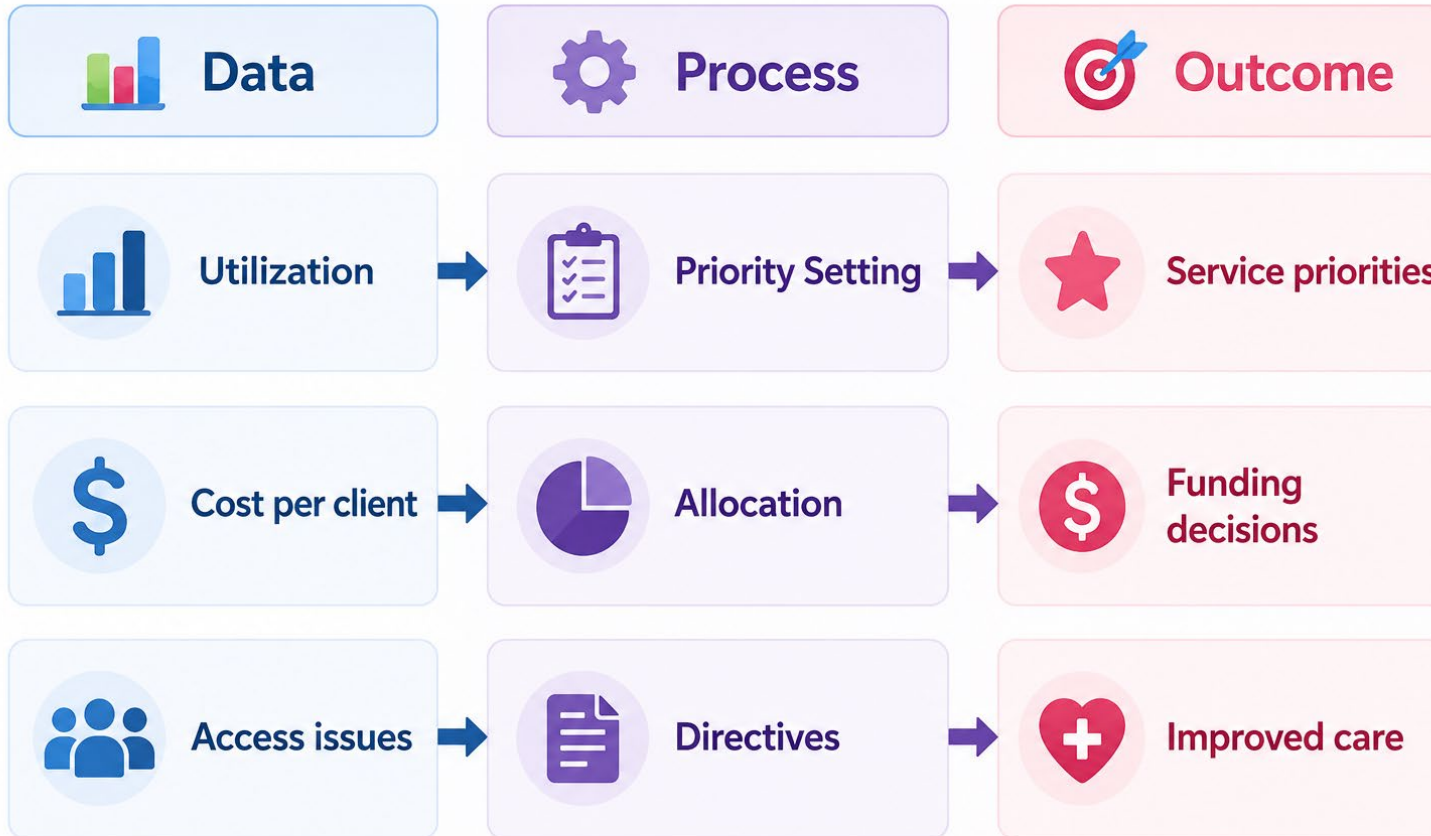 Data
Process
Outcome
Utilization
Priority Setting
Service priorities
Cost per client
Allocation
Funding
decisions
Access issues
Directives
Improved care